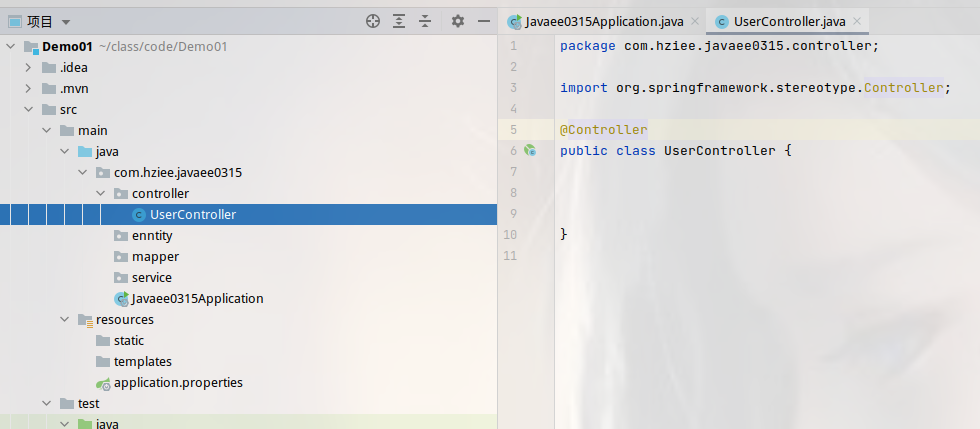 项目
Demo01 ~/class/code/Demo01
.idea
.mvn
src
main
java
com.hziee.javaee0315
controller
UserController
enntity
mapper
service
Javaee0315Application
resources
static
templates
application.properties
test
java
Javaee0315Application.java UserController.java
1 package com.hziee.javaee0315.controller;
2
3 import org.springframework.stereotype.Controller;
4
5 @Controller
6 public class UserController {
7
8
9
10 }
11